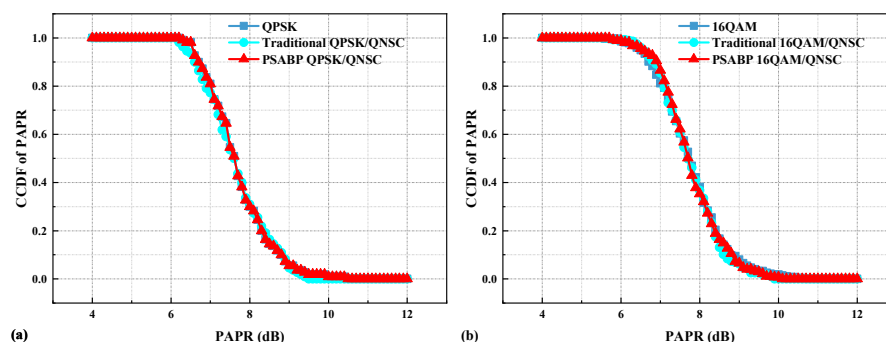 QPSK
Traditional QPSK/QNSC
PSABP QPSK/QNSC
1.0
0.8
0.6
0.4
0.2
0.0
CCDF of PAPR
4 6 8 10 12
PAPR (dB)
(a)
16QAM
Traditional 16QAM/QNSC
PSABP 16QAM/QNSC
1.0
0.8
0.6
0.4
0.2
0.0
CCDF of PAPR
4 6 8 10 12
PAPR (dB)
(b)